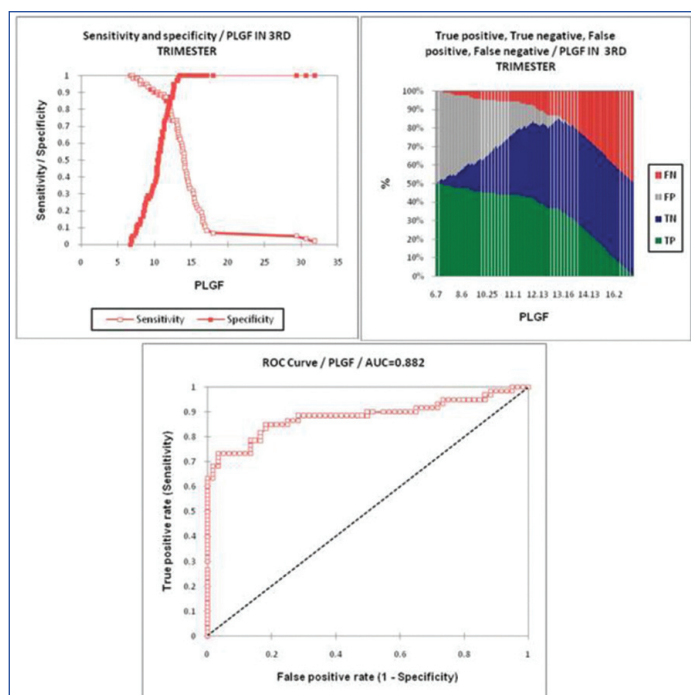 Sensitivity and specificity / PLGF IN 3RD
TRIMESTER
1
0.9
0.8
0.7
0.6
0.5
0.4
0.3
0.2
0.1
0
Sensitivity / Specificity
0 5 10 15 20 25 30 35
PLGF
Sensitivity Specificity
True positive, True negative, False
positive, False negative / PLGF IN 3RD
TRIMESTER
100%
90%
80%
70%
60%
50%
40%
30%
20%
10%
0%
%
6.7 8.6 10.25 11.1 12.13 13.16 14.13 16.2
PLGF
FN
FP
TN
TP
ROC Curve / PLGF / AUC=0.882
1
0.9
0.8
0.7
0.6
0.5
0.4
0.3
0.2
0.1
0
True positive rate (Sensitivity)
0 0.2 0.4 0.6 0.8 1
False positive rate (1 - Specificity)